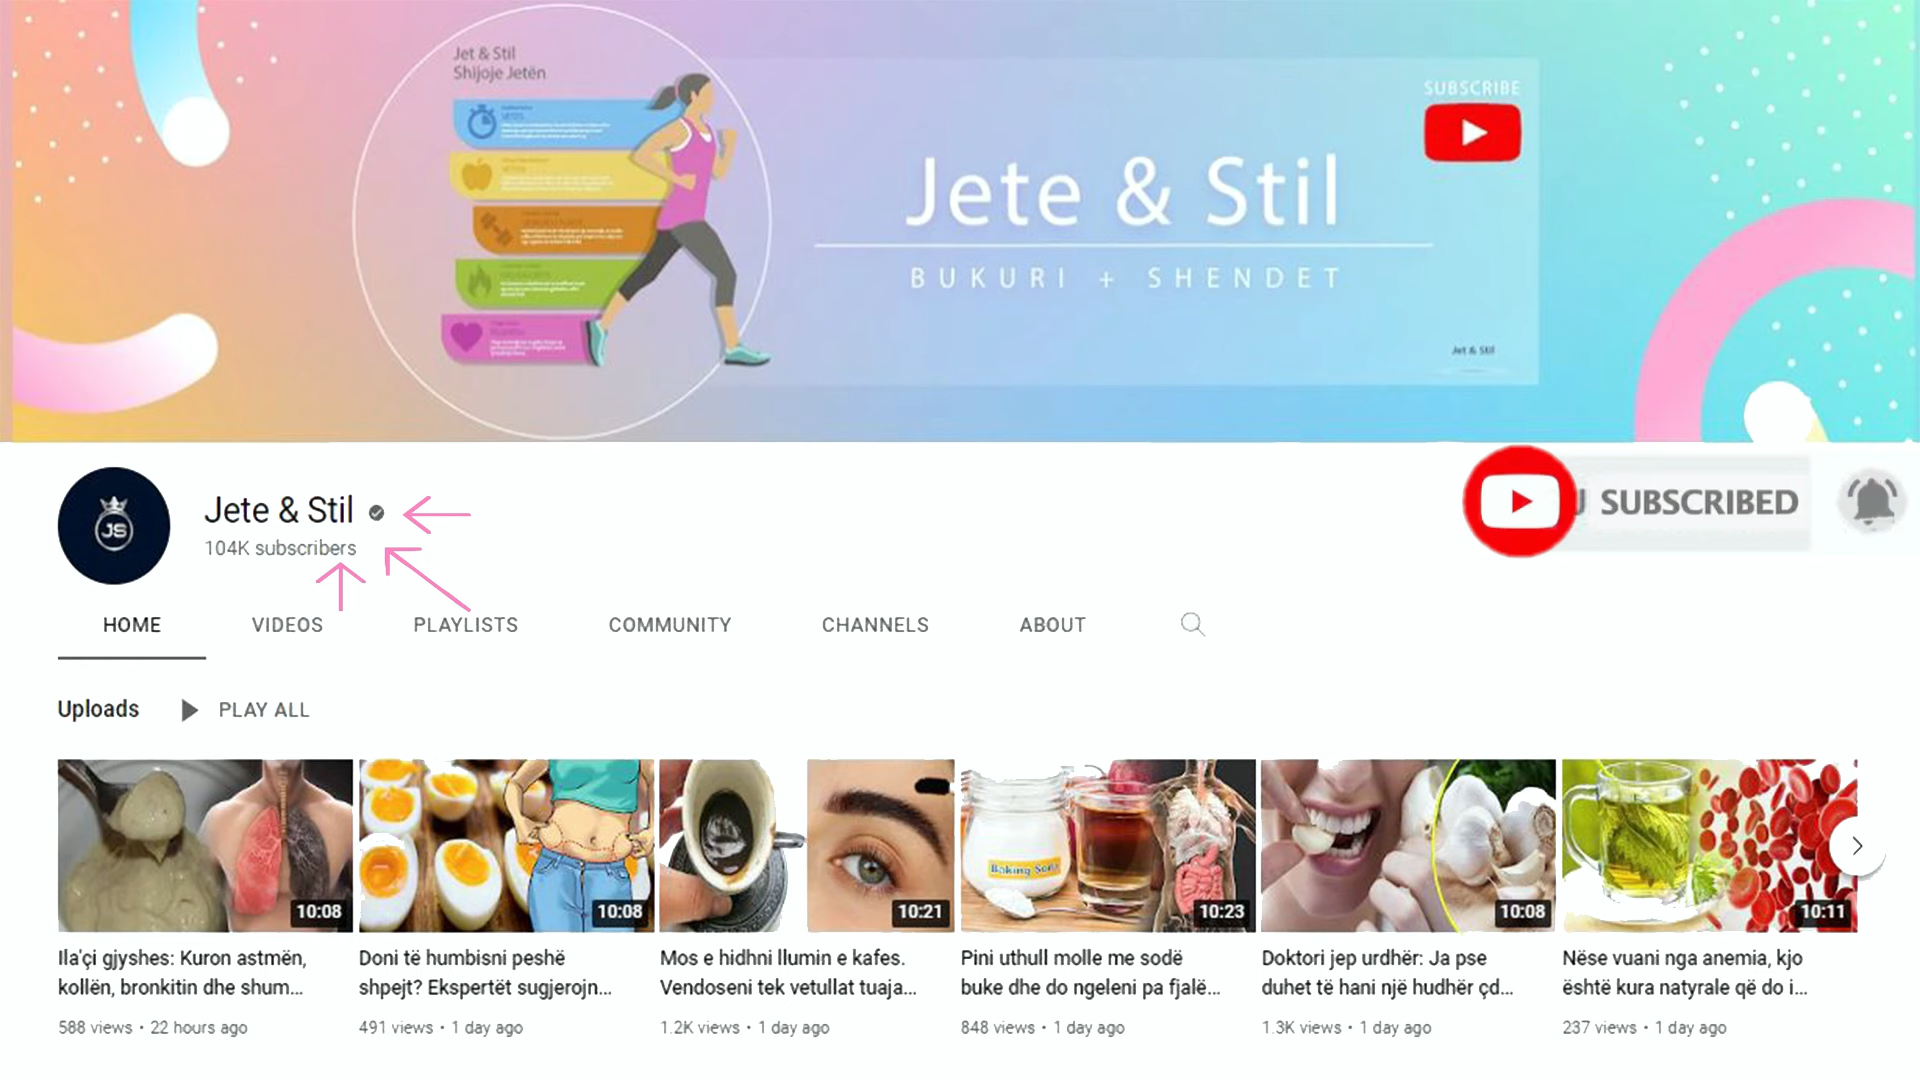 Jet & Stil
Shijoje Jetën
SUBSCRIBE
Jete & Stil
BUKURI + SHENDET
Jet & Stil
JS
Jete & Stil
104K subscribers
SUBSCRIBED
HOME VIDEOS PLAYLISTS COMMUNITY CHANNELS ABOUT
Uploads PLAY ALL
Baking Soda
10:08 10:08 10:21 10:23 10:08 10:11
Ila'çi gjyshes: Kuron astmën,
kollën, bronkitin dhe shum...
588 views • 22 hours ago
Doni të humbisni peshë
shpejt? Ekspertët sugjerojn...
491 views • 1 day ago
Mos e hidhni llumin e kafes.
Vendoseni tek vetullat tuaja...
1.2K views • 1 day ago
Pini uthull molle me sodë
buke dhe do ngeleni pa fjalë...
848 views • 1 day ago
Doktori jep urdhër: Ja pse
duhet të hani një hudhër çd...
1.3K views • 1 day ago
Nëse vuani nga anemia, kjo
është kura natyrale që do i...
237 views • 1 day ago